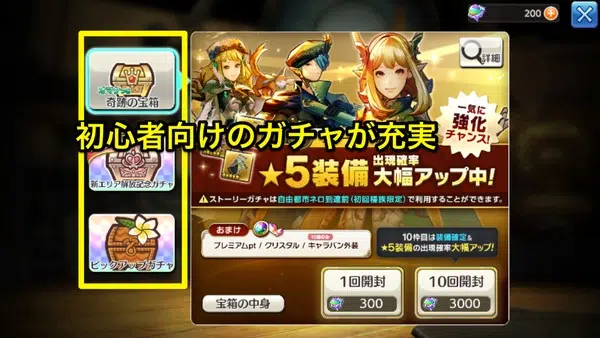 200
詳細
奇跡の宝箱
一気に
強化
チャンス!
初心者向けのガチャが充実
★5装備
出現確率
大幅アップ中!
新エリア解放記念ガチャ
⚠ストーリーガチャは自由都市ネロ到達前(初回種族限定)で利用することができます。
おまけ
プレミアムpt / クリスタル / キャラバン外装
10枠目は装備確定&
★5装備の出現確率大幅アップ!
ピックアップガチャ
宝箱の中身
1回開封
300
10回開封
3000